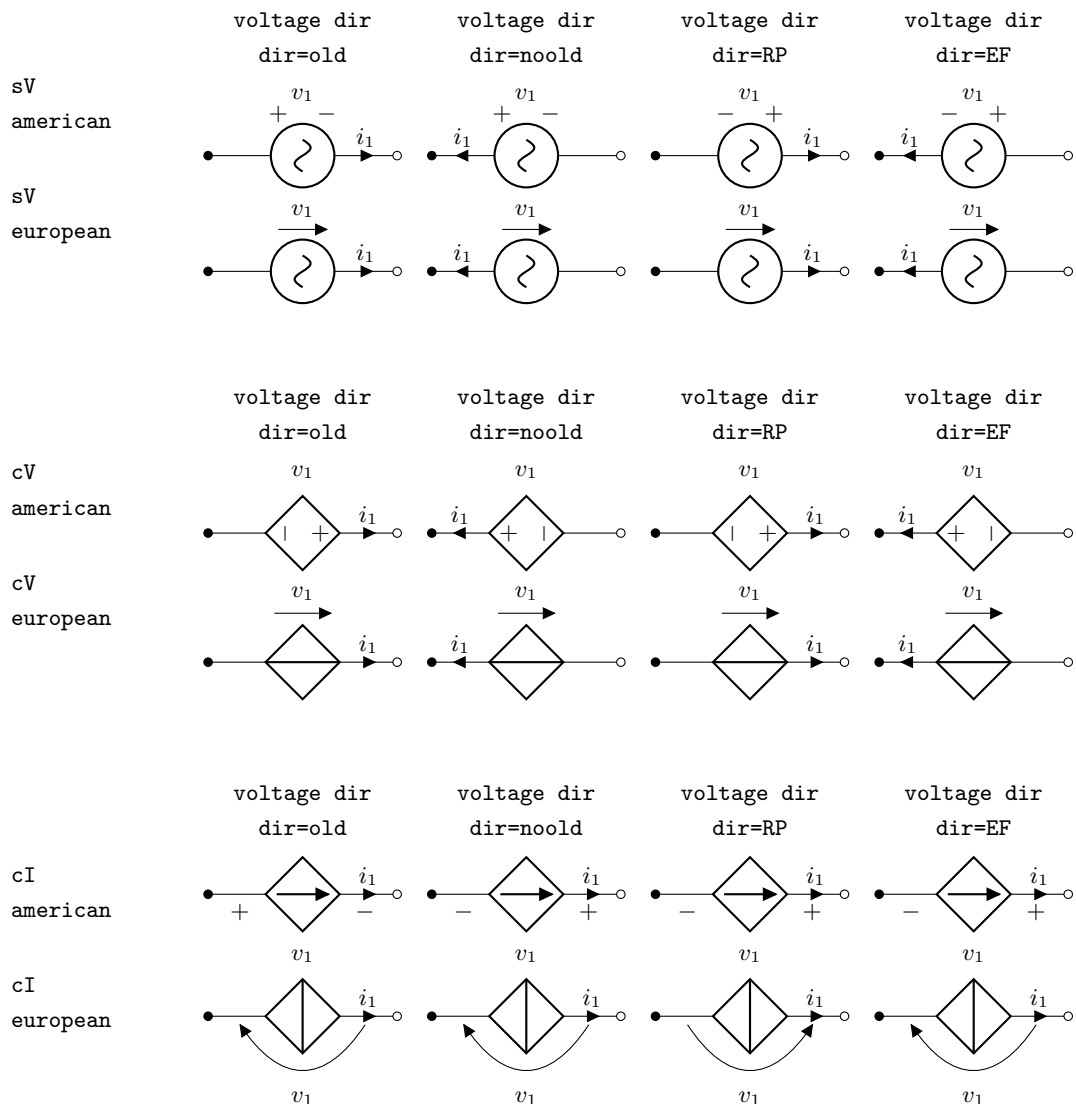 voltage dir voltage dir voltage dir voltage dir
dir=old dir=noold dir=RP dir=EF
sV
american
v₁ v₁ v₁ v₁
+ − + − − + − +
i₁ i₁ i₁ i₁
sV
european
v₁ v₁ v₁ v₁
i₁ i₁ i₁ i₁
voltage dir voltage dir voltage dir voltage dir
dir=old dir=noold dir=RP dir=EF
cV
american
v₁ v₁ v₁ v₁
i₁ i₁ i₁ i₁
− + + − − + + −
cV
european
v₁ v₁ v₁ v₁
i₁ i₁ i₁ i₁
voltage dir voltage dir voltage dir voltage dir
dir=old dir=noold dir=RP dir=EF
cI
american
i₁ i₁ i₁ i₁
+ − − + − + − +
v₁ v₁ v₁ v₁
cI
european
i₁ i₁ i₁ i₁
v₁ v₁ v₁ v₁